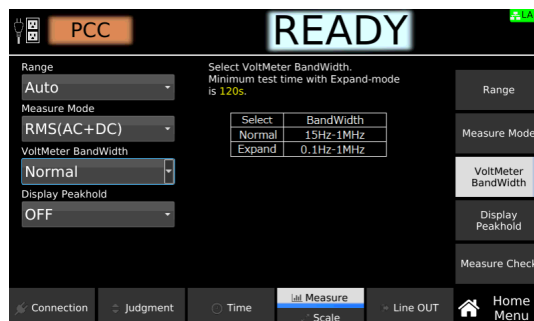 PCC
READY
LA
Range
Auto
Measure Mode
RMS(AC+DC)
VoltMeter BandWidth
Normal
Display Peakhold
OFF
Select VoltMeter BandWidth.
Minimum test time with Expand-mode
is 120s.
Select BandWidth
Normal 15Hz-1MHz
Expand 0.1Hz-1MHz
Range
Measure Mode
VoltMeter
BandWidth
Display
Peakhold
Measure Check
Connection
Judgment
Time
Measure
Scale
Line OUT
Home
Menu